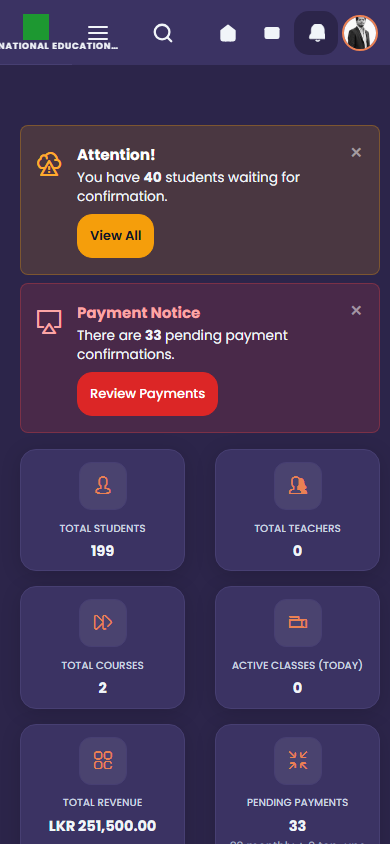 NATIONAL EDUCATION...
Attention!
You have 40 students waiting for
confirmation.
View All
Payment Notice
There are 33 pending payment
confirmations.
Review Payments
TOTAL STUDENTS
199
TOTAL TEACHERS
0
TOTAL COURSES
2
ACTIVE CLASSES (TODAY)
0
TOTAL REVENUE
LKR 251,500.00
PENDING PAYMENTS
33